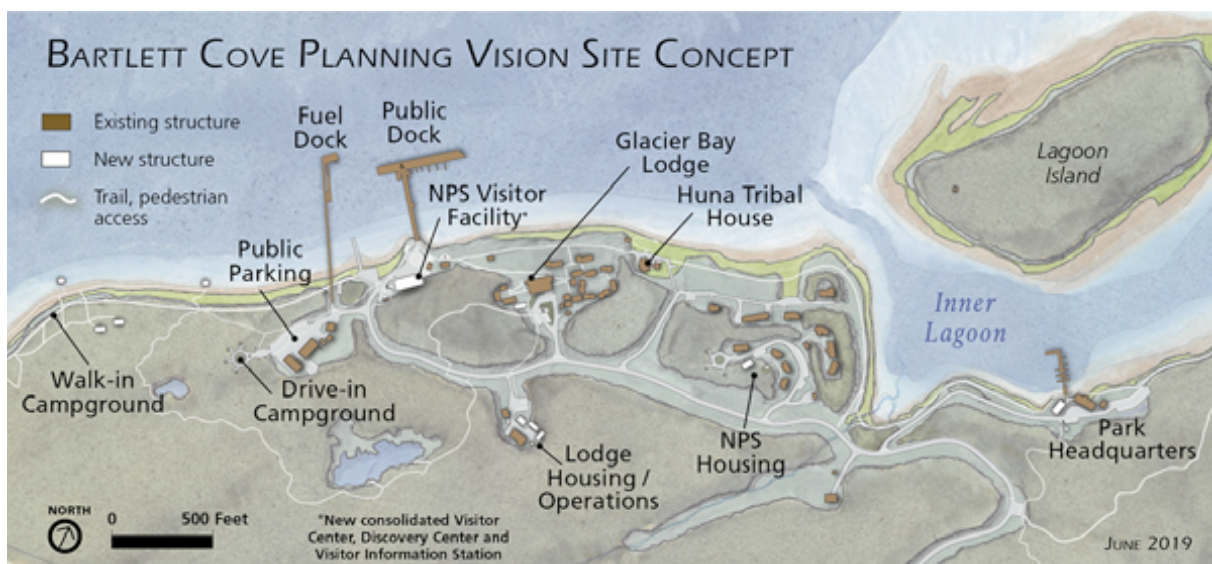 BARTLETT COVE PLANNING VISION SITE CONCEPT
Existing structure
New structure
Trail, pedestrian
access
Fuel
Dock
Public
Dock
NPS Visitor
Facility*
Glacier Bay
Lodge
Huna Tribal
House
Lagoon
Island
Public
Parking
Inner
Lagoon
Walk-in
Campground
Drive-in
Campground
Lodge
Housing /
Operations
NPS
Housing
Park
Headquarters
NORTH
0 500 Feet
*New consolidated Visitor
Center, Discovery Center and
Visitor Information Station
JUNE 2019